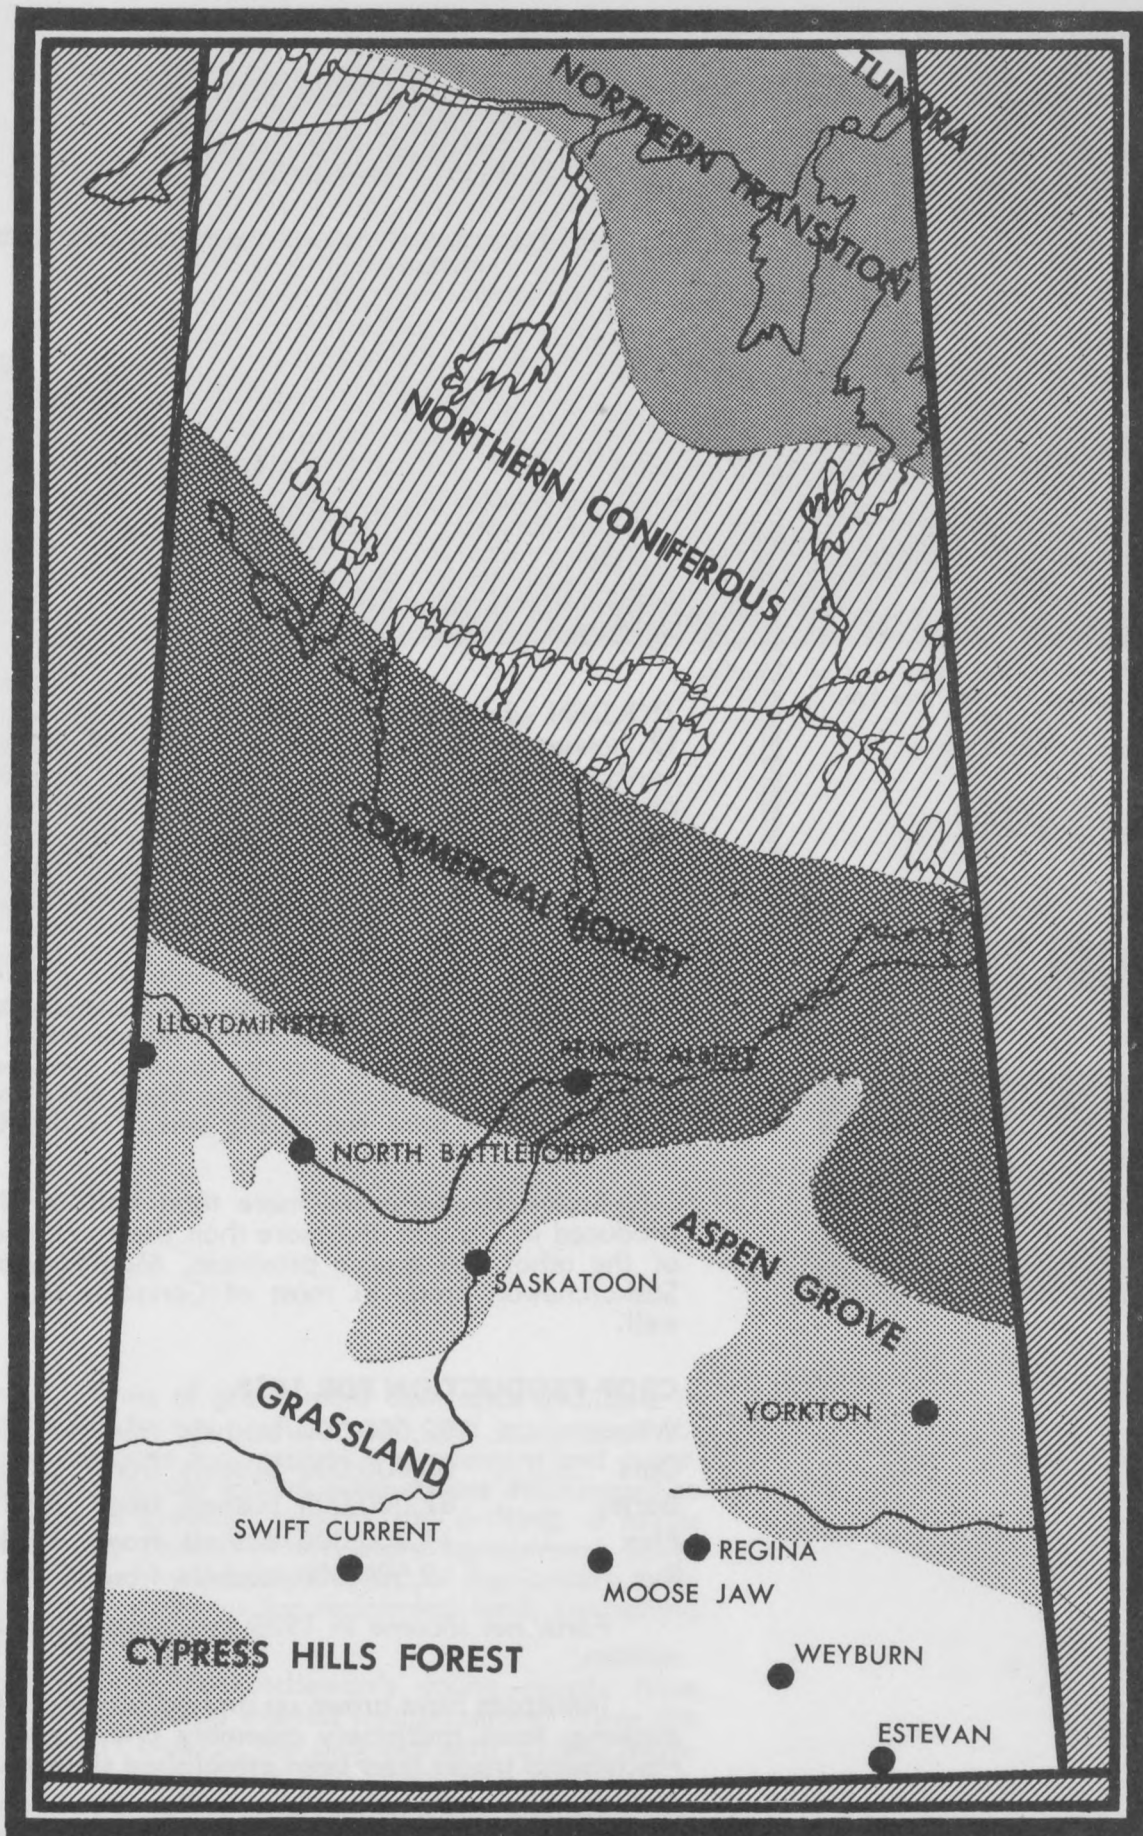 TUNDRA
NORTHERN TRANSITION
NORTHERN CONIFEROUS
COMMERCIAL FOREST
LLOYDMINSTER
PRINCE ALBERT
NORTH BATTLEFORD
ASPEN GROVE
SASKATOON
GRASSLAND
YORKTON
SWIFT CURRENT
REGINA
MOOSE JAW
CYPRESS HILLS FOREST
WEYBURN
ESTEVAN